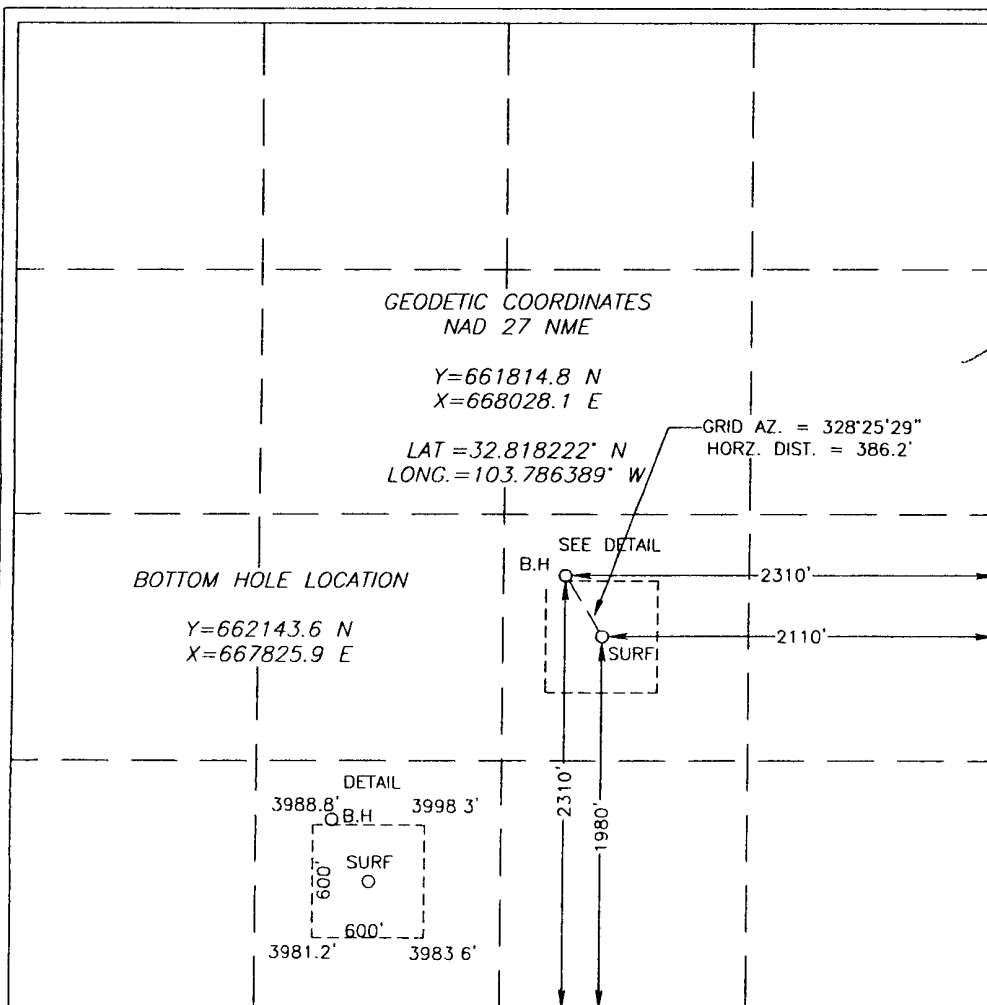 GEODETIC COORDINATES
NAD 27 NME
Y=661814.8 N
X=668028.1 E
LAT =32.818222° N
LONG.=103.786389° W
GRID AZ. = 328°25'29"
HORZ. DIST. = 386.2'
SEE DETAIL
B.H
2310'
BOTTOM HOLE LOCATION
Y=662143.6 N
X=667825.9 E
2110'
SURF
DETAIL
3988.8'
B.H
3998 3'
2310'
1980'
SURF
600'
600'
3981.2'
3983 6'